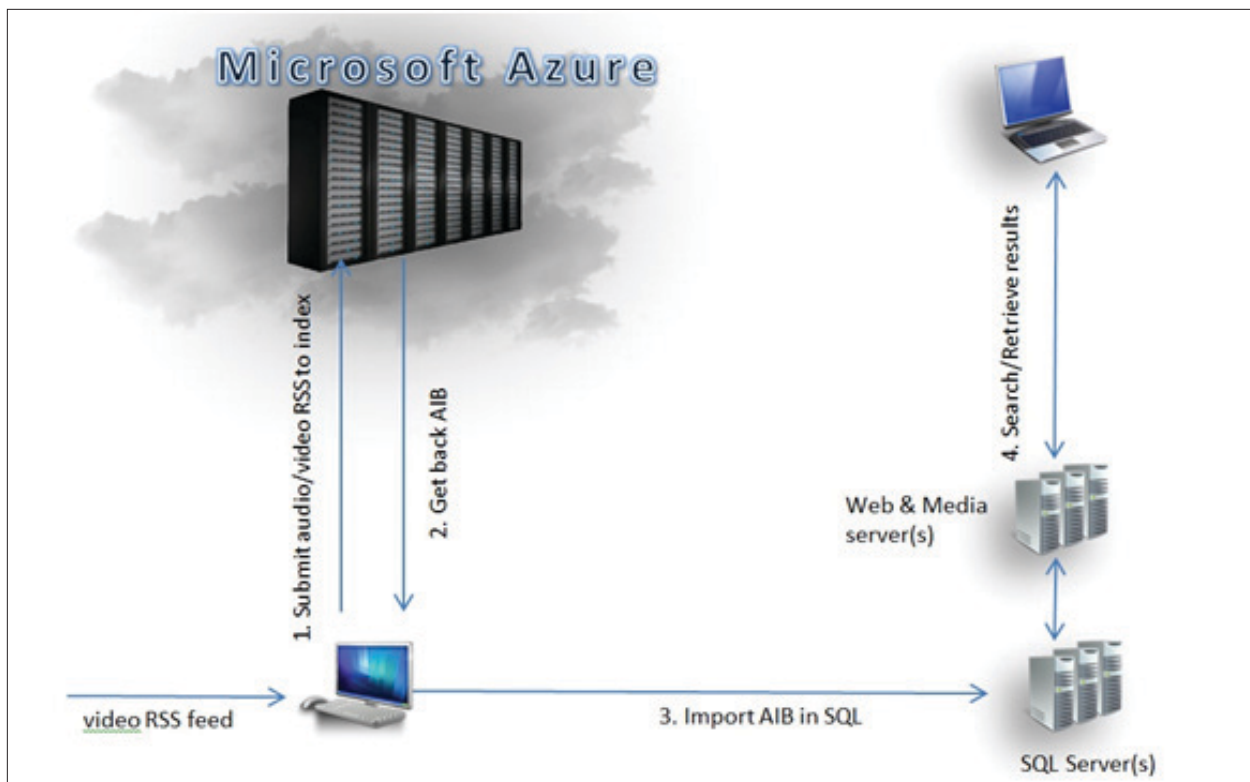 Microsoft Azure
1. Submit audio/video RSS to index
2. Get back AIB
4. Search/Retrieve results
Web & Media
server(s)
video RSS feed
3. Import AIB in SQL
SQL Server(s)